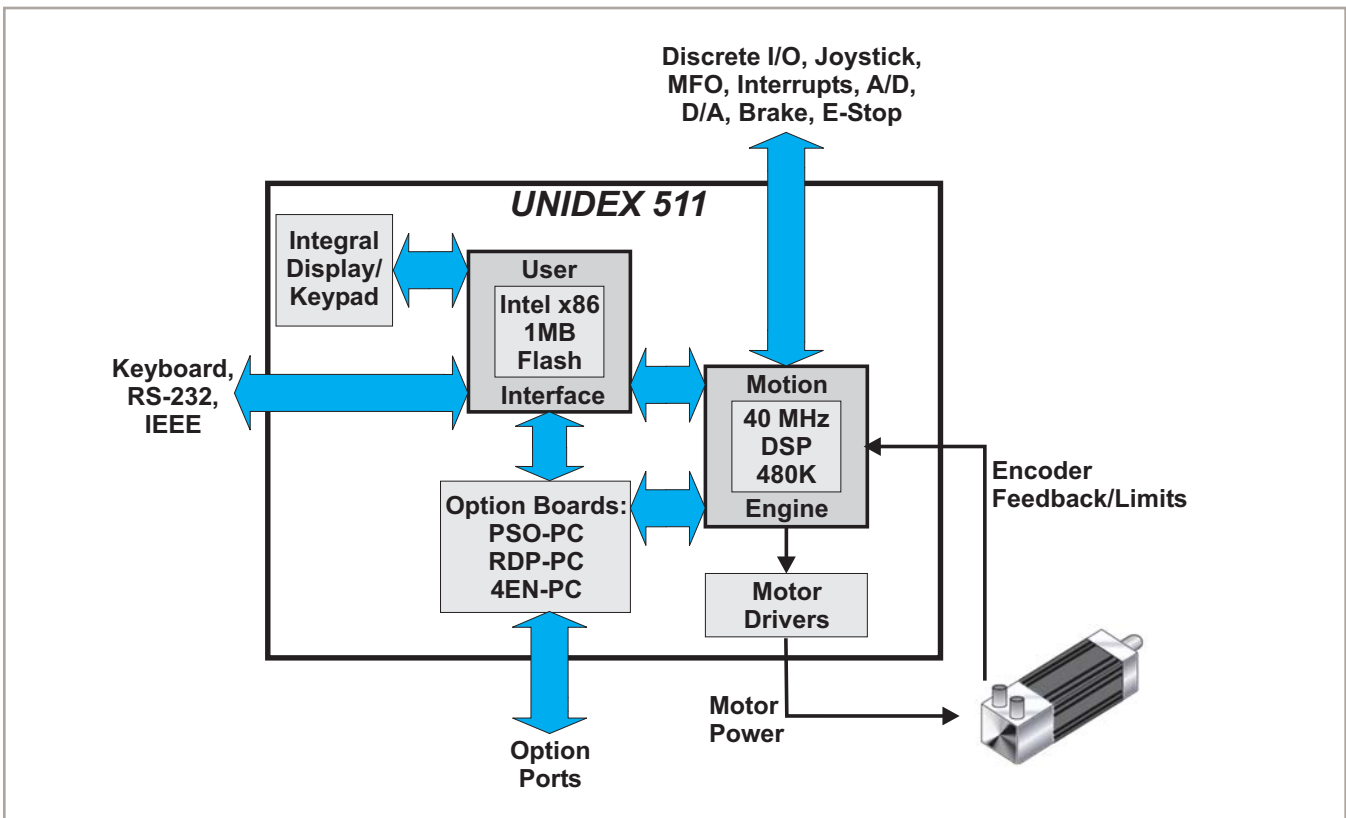 Discrete I/O, Joystick,
MFO, Interrupts, A/D,
D/A, Brake, E-Stop
UNIDEX 511
Integral
Display/
Keypad
User
Intel x86
1MB
Flash
Interface
Keyboard,
RS-232,
IEEE
Motion
40 MHz
DSP
480K
Engine
Encoder
Feedback/Limits
Option Boards:
PSO-PC
RDP-PC
4EN-PC
Motor
Drivers
Motor
Power
Option
Ports